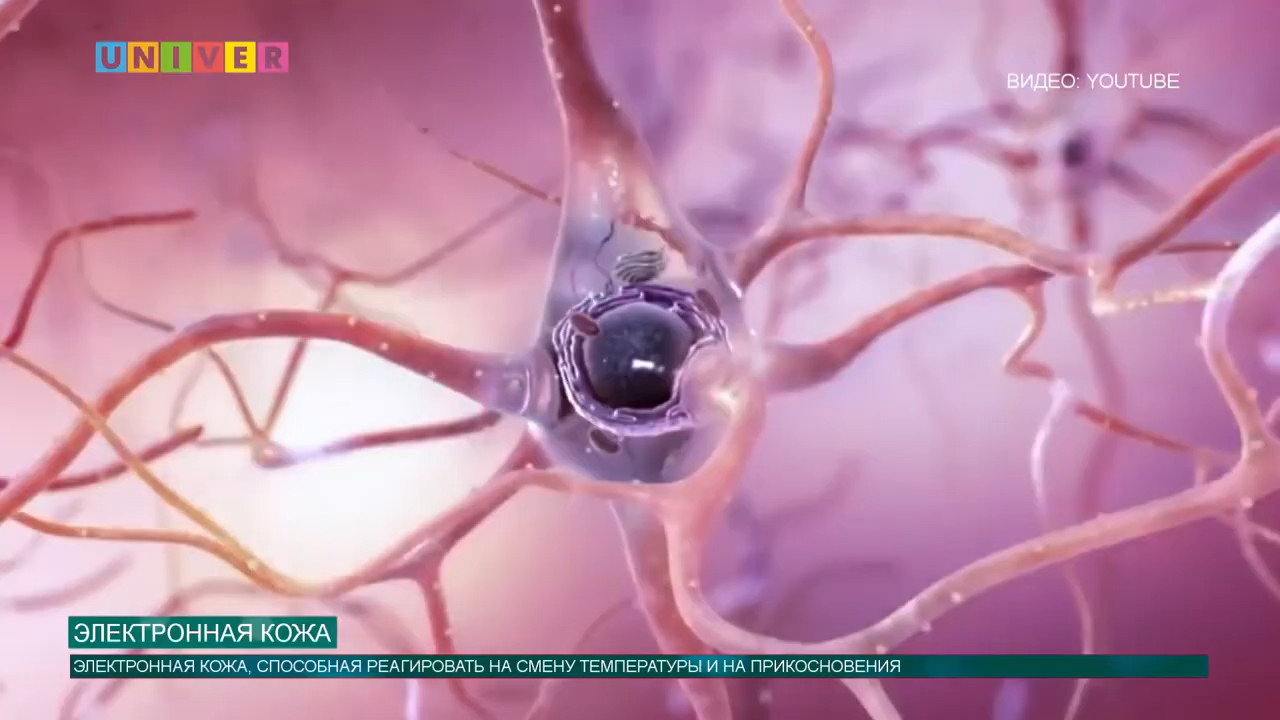 UNIVER
ВИДЕО: YOUTUBE
ЭЛЕКТРОННАЯ КОЖА
ЭЛЕКТРОННАЯ КОЖА, СПОСОБНАЯ РЕАГИРОВАТЬ НА СМЕНУ ТЕМПЕРАТУРЫ И НА ПРИКОСНОВЕНИЯ